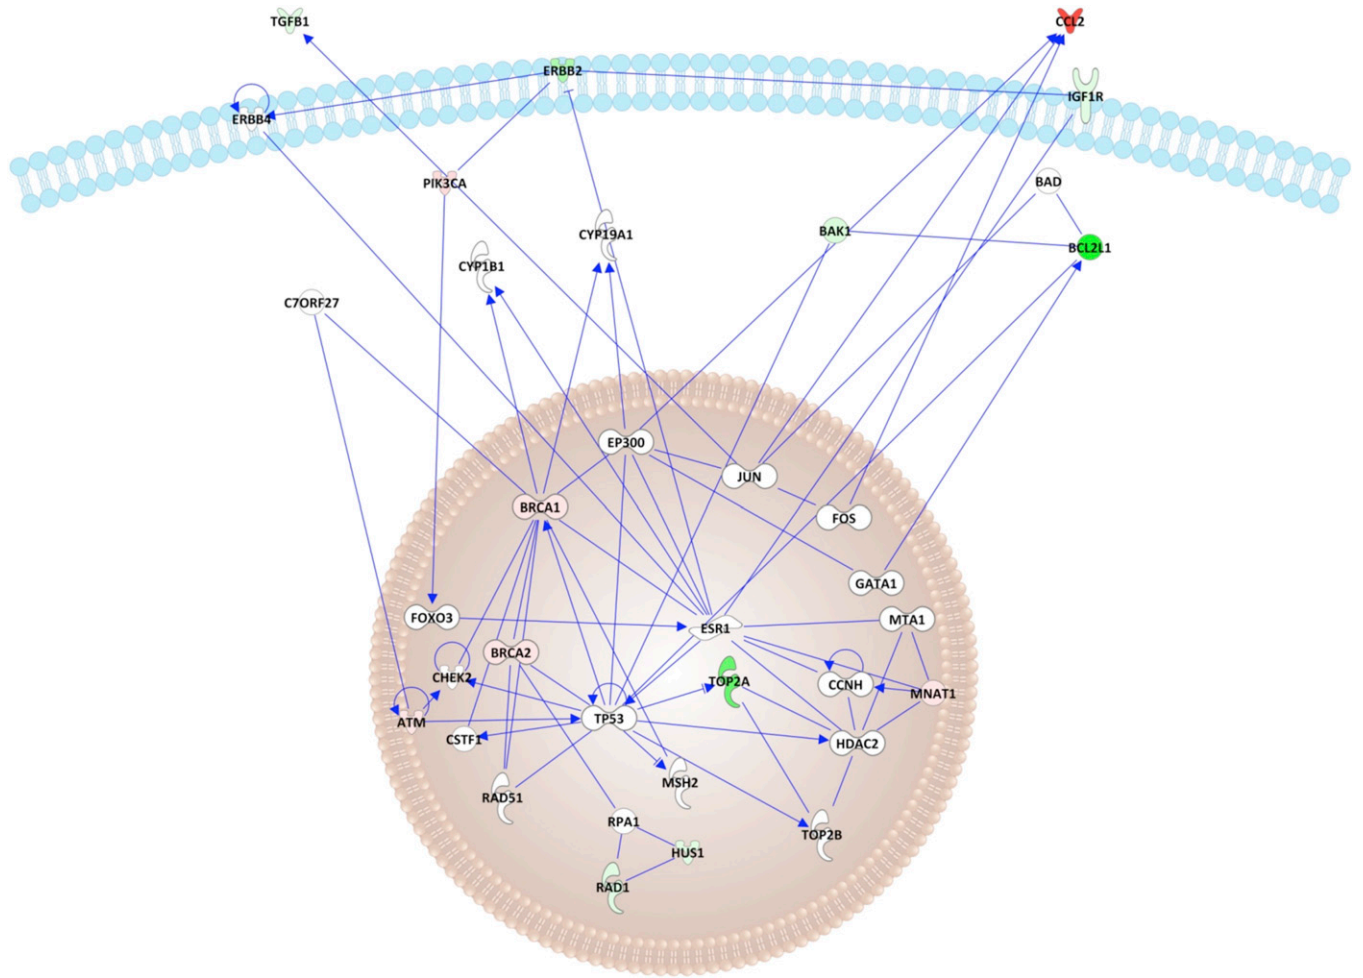 TGFB1
CCL2
ERBB2
IGF1R
ERBB4
PIK3CA
BAD
CYP19A1
BAK1
BCL2L1
CYP1B1
C7ORF27
EP300
JUN
BRCA1
FOS
GATA1
FOXO3
MTA1
ESR1
BRCA2
CHEK2
TOP2A
CCNH
MNAT1
ATM
TP53
CSTF1
HDAC2
MSH2
RAD51
RPA1
TOP2B
HUS1
RAD1